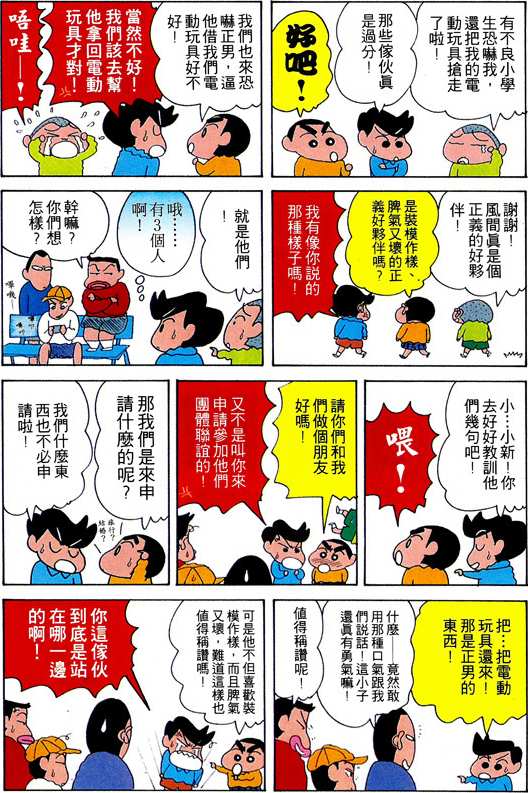 有不良小學
生恐嚇我，
還把我的電
動玩具搶走
了啦！
那些傢伙真
是過分！
好吧！
我們也來恐
嚇正男，逼
他借我們電
動玩具好不
好！
當然不好！
我們該去幫
他拿回電動
玩具才對！
唔哇——！
謝謝！
風間真是個
正義的好夥
伴！
是裝模作樣、
脾氣又壞的正
義好夥伴嗎？
我有像你說的
那種樣子嗎！
就是他們
！
哦……
有3個人
啊！
幹嘛？
你們想
怎樣？
嘿哦—
小…小新！你
去好好教訓他
們幾句吧！
喂！
請你們和我
們做個朋友
好嗎！
又不是叫你來
申請參加他們
團體聯誼的！
那我們是來申
請什麼的呢？
旅行？
結婚？
我們什麼東
西也不必申
請啦！
把…把電動
玩具還來！
那是正男的
東西！
什麼—竟然敢
用那種口氣跟我
們說話！這小子
還真有勇氣嘛！
值得稱讚呢！
可是他不但喜歡裝
模作樣，而且脾氣
又壞，難道這樣也
值得稱讚嗎！
你這傢伙
到底是站
在哪一邊
的啊！